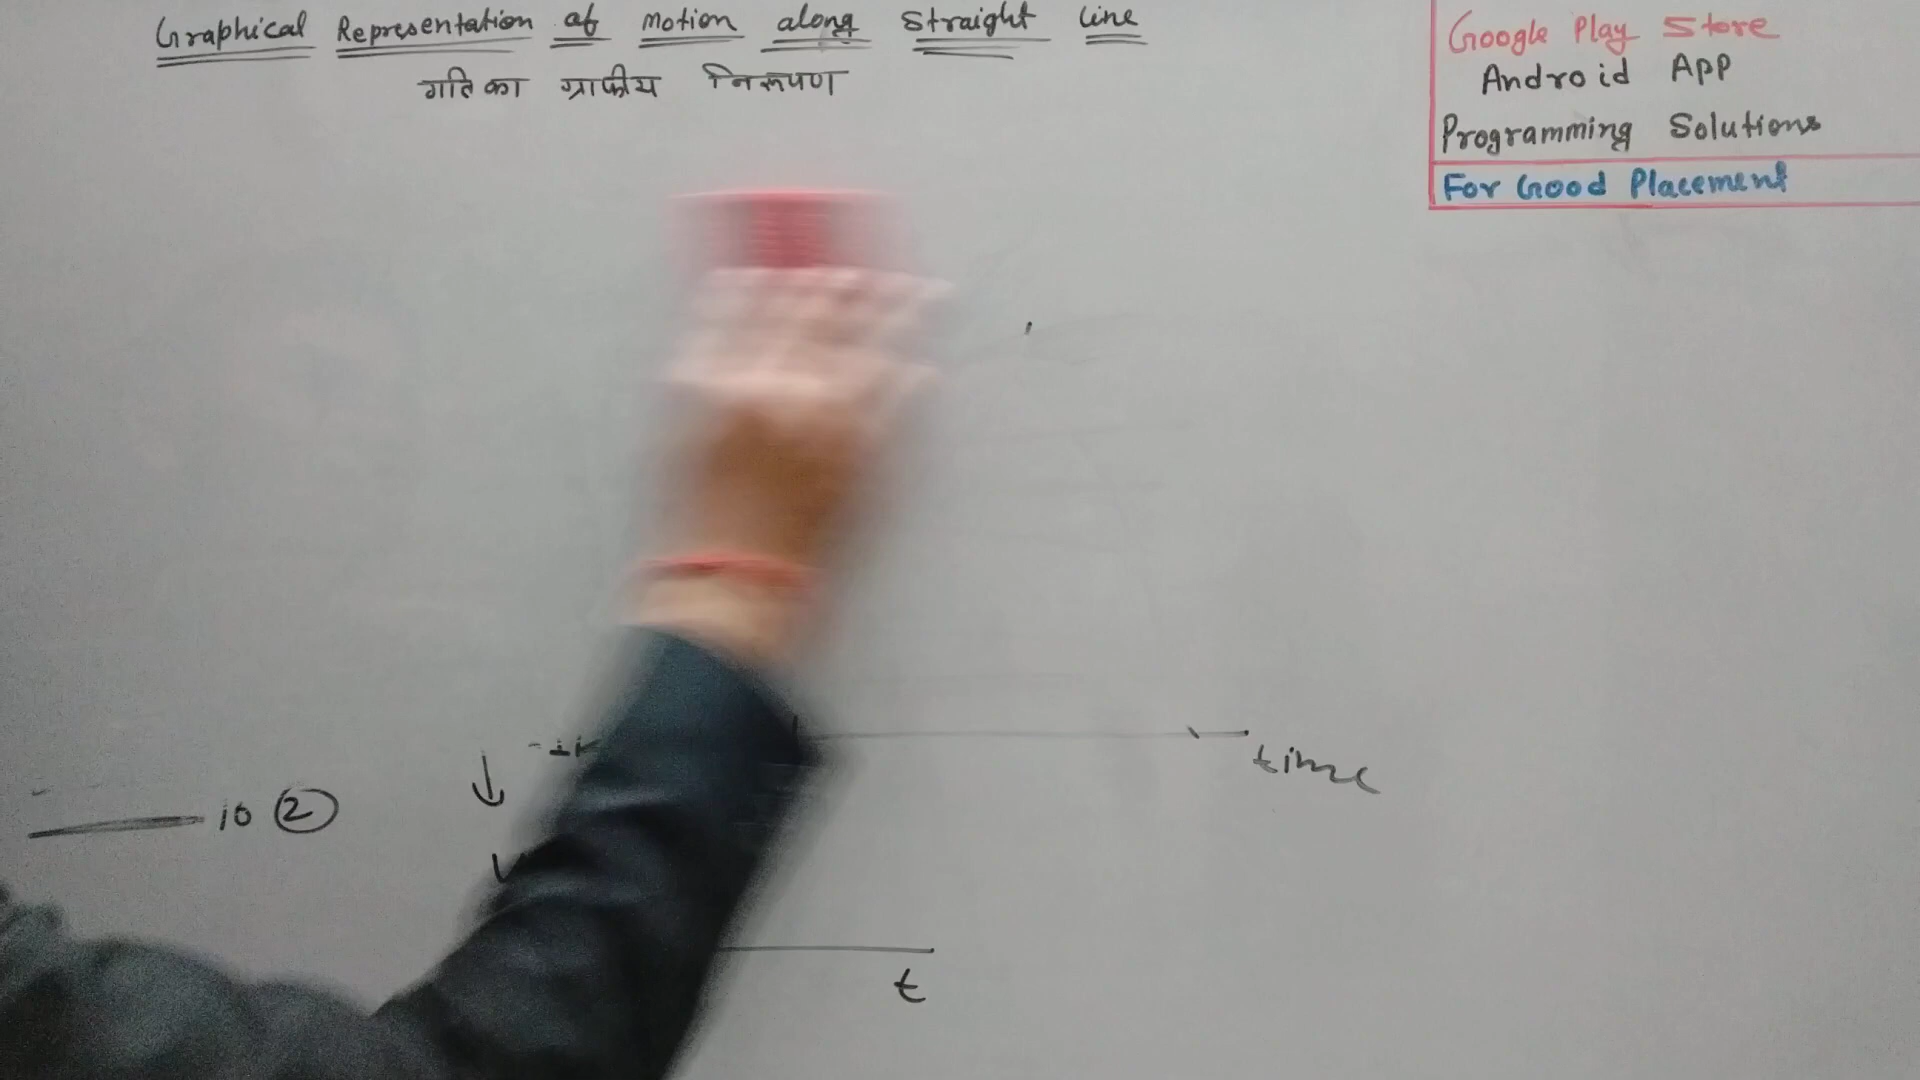 Graphical Representation of Motion along Straight line
गति का ग्राफीय निरूपण
Google Play Store
Android App
Programming Solutions
For Good Placement
time
10 ②
t